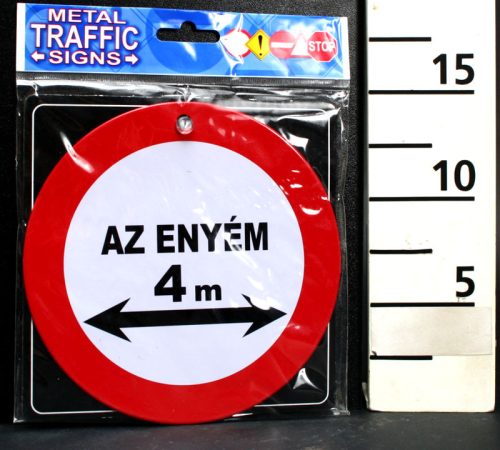 METAL
TRAFFIC
SIGNS
STOP
AZ ENYÉM
4 m
15
10
5